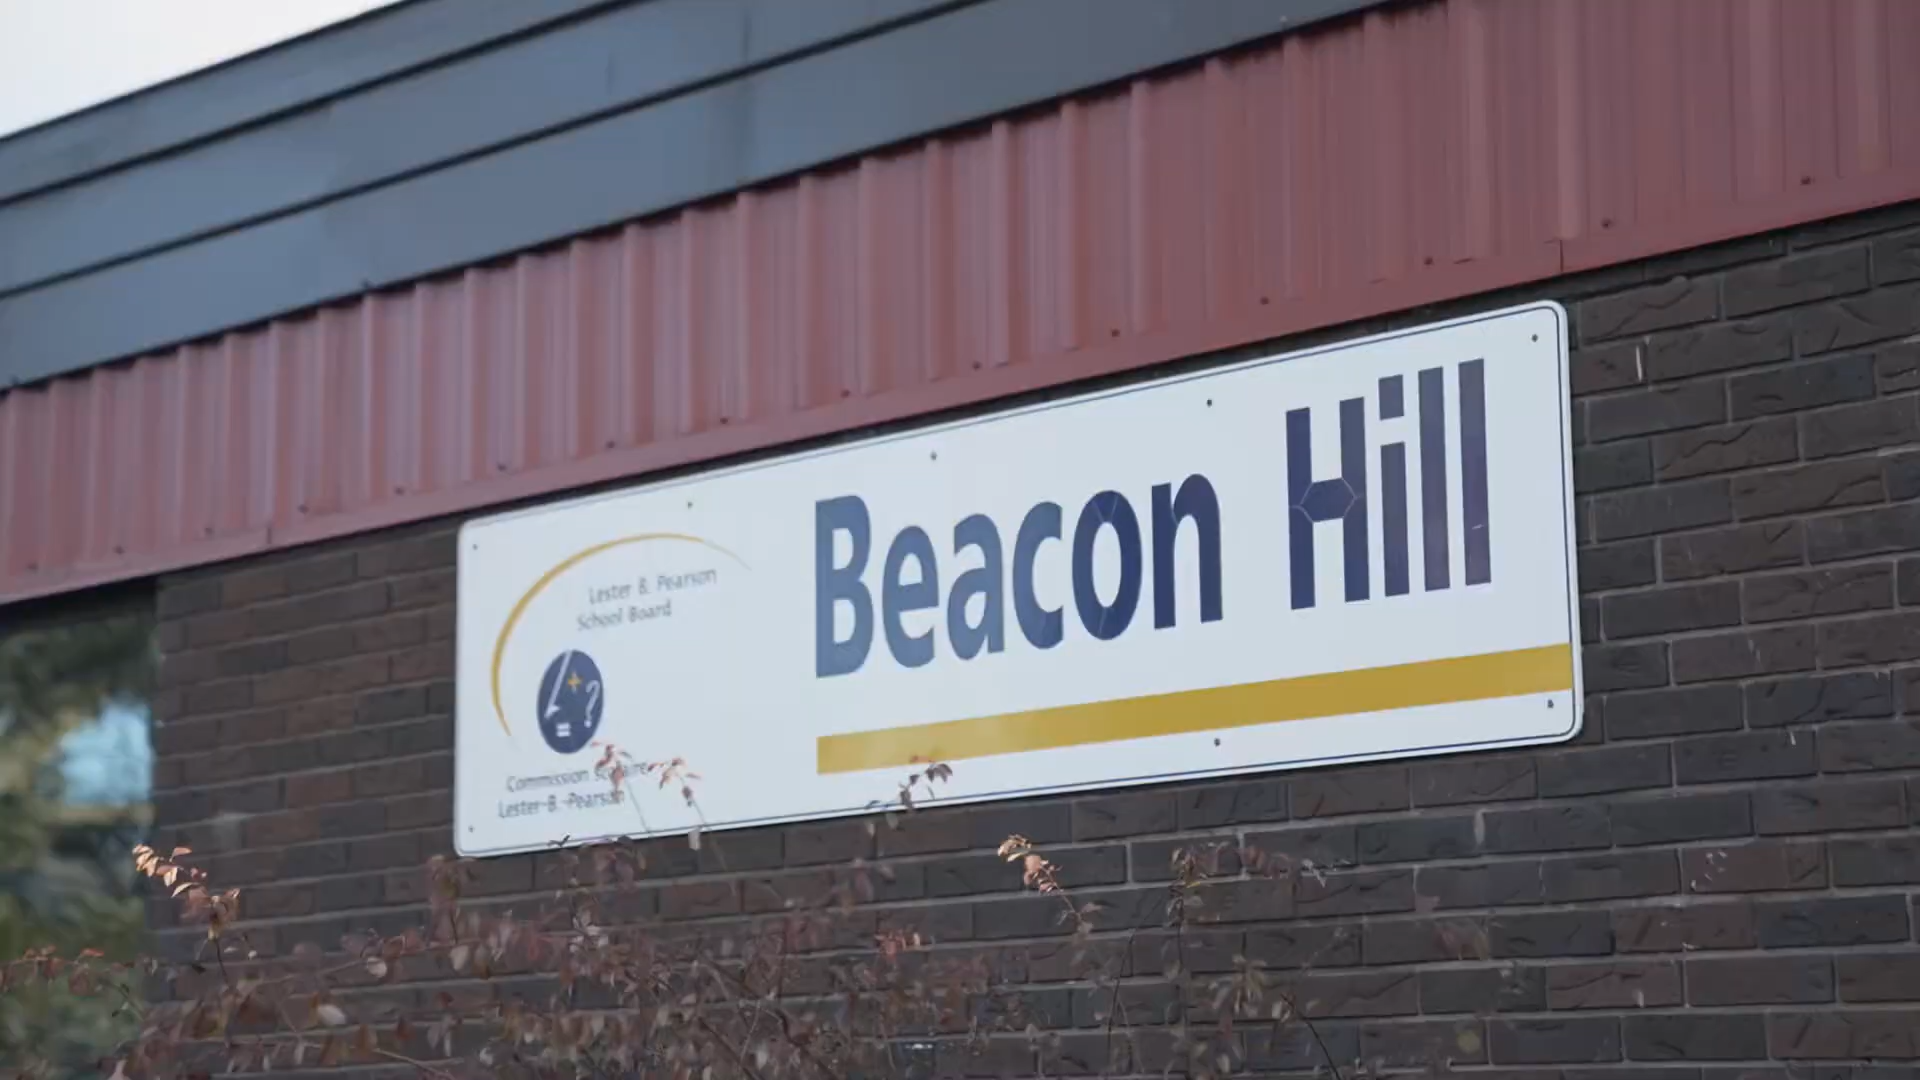 Lester B. Pearson
School Board
Commission scolaire
Lester-B.-Pearson
Beacon Hill